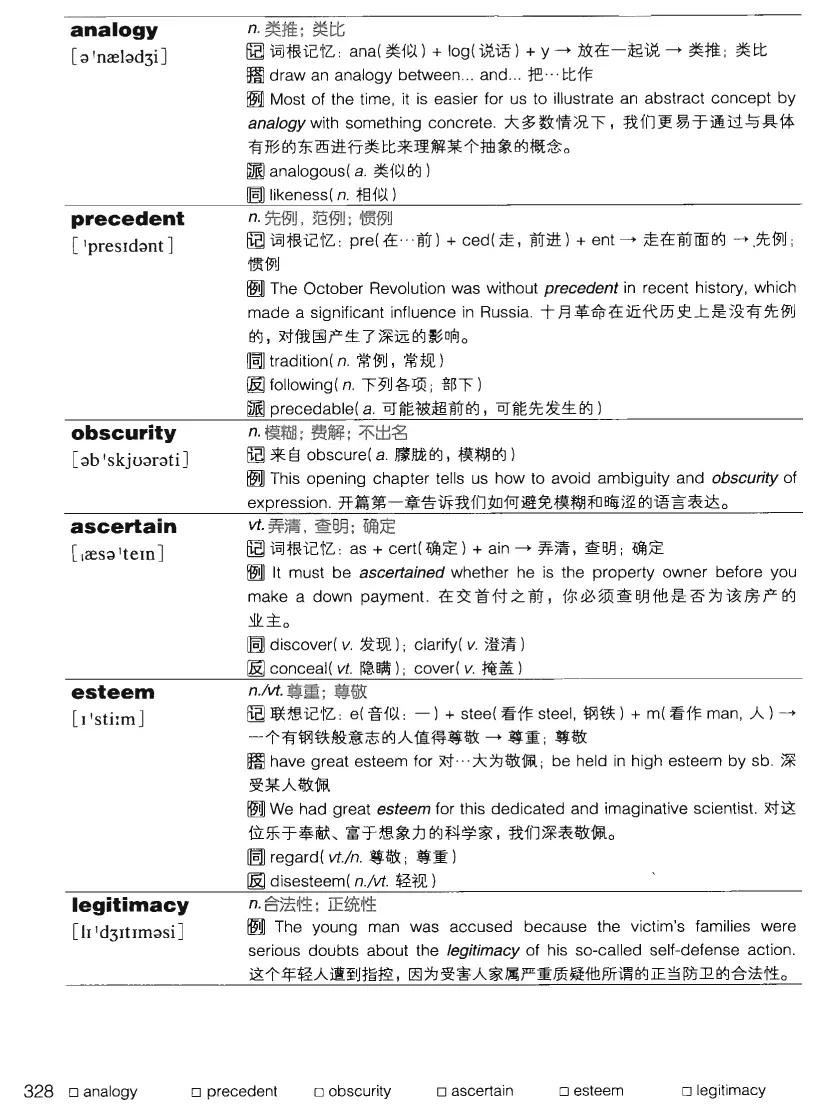 analogy n. 类推；类比
[ə'nælədʒi] 记 词根记忆：ana(类似) + log(说话) + y → 放在一起说 → 类推；类比
搭 draw an analogy between... and... 把…比作
例 Most of the time, it is easier for us to illustrate an abstract concept by
analogy with something concrete. 大多数情况下，我们更易于通过与具体
有形的东西进行类比来理解某个抽象的概念。
派 analogous(a. 类似的)
同 likeness(n. 相似)
precedent n. 先例，范例；惯例
['presɪdənt] 记 词根记忆：pre(在…前) + ced(走，前进) + ent → 走在前面的 → 先例；
惯例
例 The October Revolution was without precedent in recent history, which
made a significant influence in Russia. 十月革命在近代历史上是没有先例
的，对俄国产生了深远的影响。
同 tradition(n. 常例，常规)
反 following(n. 下列各项；部下)
派 precedable(a. 可能被超前的，可能先发生的)
obscurity n. 模糊；费解；不出名
[əb'skjʊərəti] 记 来自 obscure(a. 朦胧的，模糊的)
例 This opening chapter tells us how to avoid ambiguity and obscurity of
expression. 开篇第一章告诉我们如何避免模糊和晦涩的语言表达。
ascertain vt. 弄清，查明；确定
[ˌæsə'teɪn] 记 词根记忆：as + cert(确定) + ain → 弄清，查明；确定
例 It must be ascertained whether he is the property owner before you
make a down payment. 在交首付之前，你必须查明他是否为该房产的
业主。
同 discover(v. 发现)；clarify(v. 澄清)
反 conceal(vt. 隐瞒)；cover(v. 掩盖)
esteem n./vt. 尊重；尊敬
[ɪ'stiːm] 记 联想记忆：e(音似：一) + stee(看作 steel, 钢铁) + m(看作 man, 人) →
一个有钢铁般意志的人值得尊敬 → 尊重；尊敬
搭 have great esteem for 对…大为敬佩；be held in high esteem by sb. 深
受某人敬佩
例 We had great esteem for this dedicated and imaginative scientist. 对这
位乐于奉献、富于想象力的科学家，我们深表敬佩。
同 regard(vt./n. 尊敬；尊重)
反 disesteem(n./vt. 轻视)
legitimacy n. 合法性；正统性
[lɪ'dʒɪtɪməsi] 例 The young man was accused because the victim's families were
serious doubts about the legitimacy of his so-called self-defense action.
这个年轻人遭到指控，因为受害人家属严重质疑他所谓的正当防卫的合法性。
328 □ analogy □ precedent □ obscurity □ ascertain □ esteem □ legitimacy